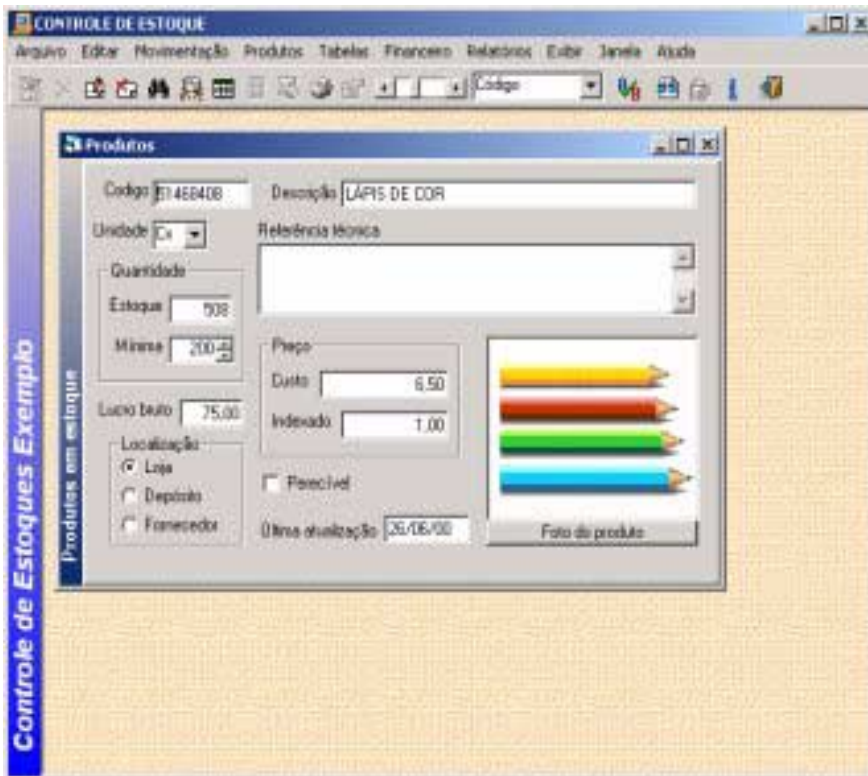 CONTROLE DE ESTOQUE
Arquivo Editar Movimentação Produtos Tabelas Financeiro Relatórios Exibir Janela Ajuda
Código
Produtos
Codigo 51468408 Descrição LÁPIS DE COR
Unidade Cx Referência técnica
Quantidade
Estoque 508
Mínima 200
Preço
Custo 6,50
Lucro bruto 75,00
Indexado 1,00
Localização
Loja
Perecível
Depósito
Fornecedor
Última atualização 26/06/00
Foto do produto
Produtos em estoque
Controle de Estoques Exemplo